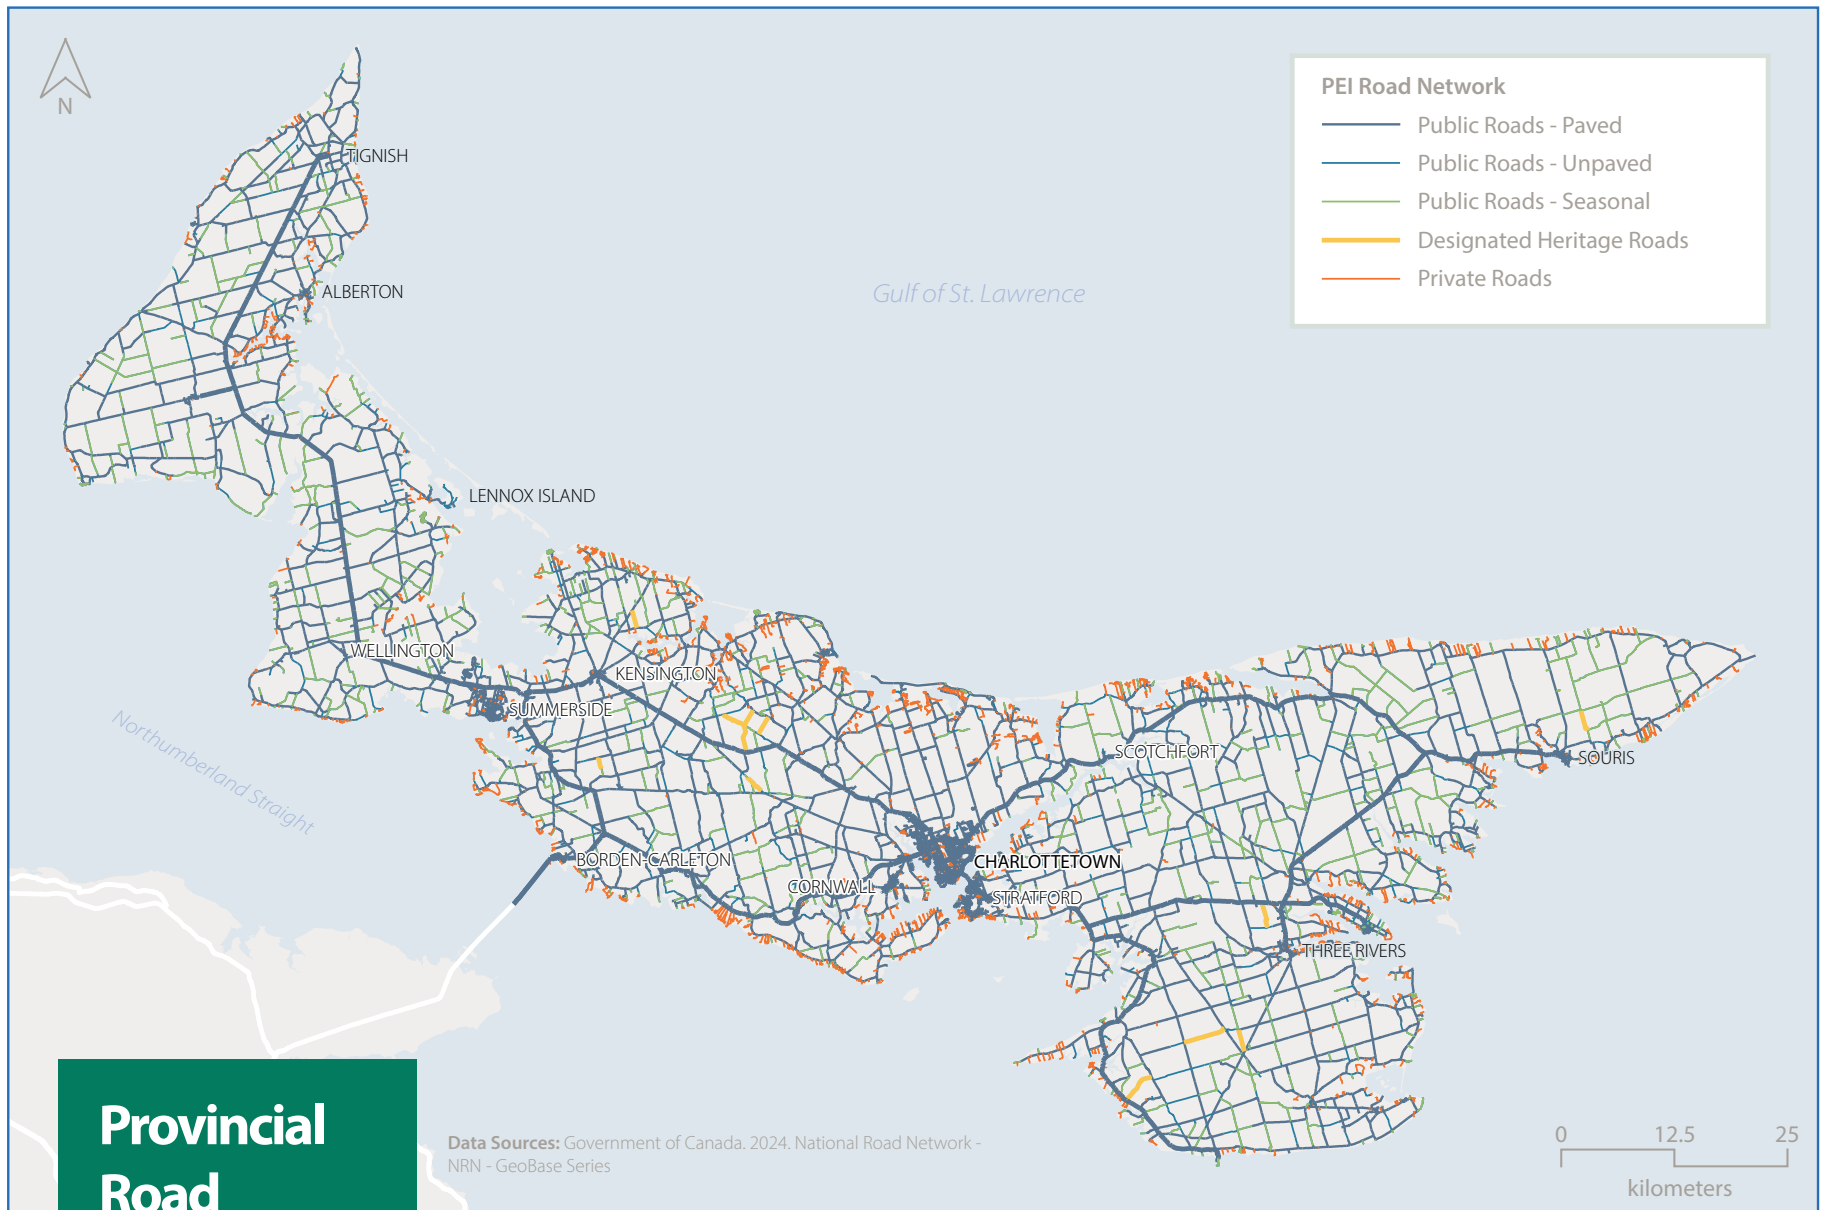 N
PEI Road Network
Public Roads - Paved
Public Roads - Unpaved
Public Roads - Seasonal
Designated Heritage Roads
Private Roads
TIGNISH
ALBERTON
Gulf of St. Lawrence
LENNOX ISLAND
WELLINGTON
KENSINGTON
SUMMERSIDE
Northumberland Straight
SCOTCHFORT
SOURIS
BORDEN-CARLETON
CHARLOTTETOWN
CORNWALL
STRATFORD
THREE RIVERS
Provincial
Road
Data Sources: Government of Canada. 2024. National Road Network -
NRN - GeoBase Series
0 12.5 25
kilometers